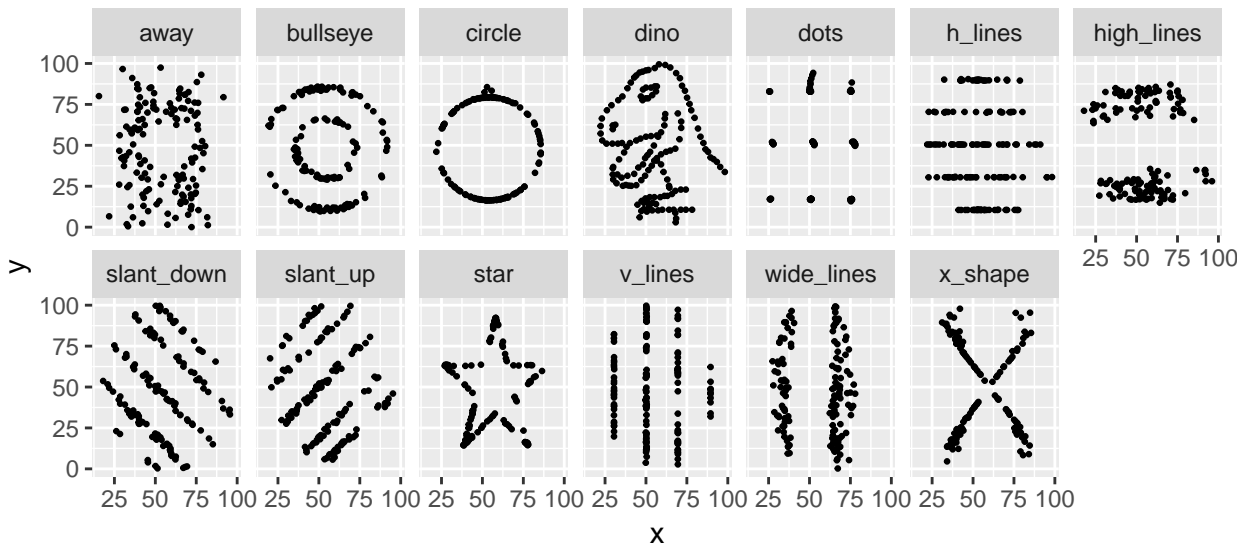 away bullseye circle dino dots h_lines high_lines
100
75
50
25
0
25 50 75 100
slant_down slant_up star v_lines wide_lines x_shape
100
75
50
25
0
25 50 75 100 25 50 75 100 25 50 75 100 25 50 75 100 25 50 75 100 25 50 75 100
y
x